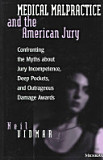 MEDICAL MALPRACTICE
and the American Jury
Confronting
the Myths about
Jury Incompetence,
Deep Pockets,
and Outrageous
Damage Awards
Neil
VIDMAR